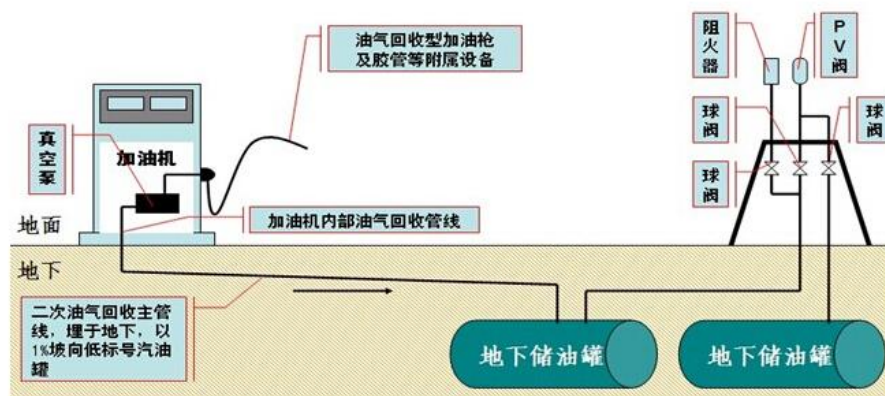 油气回收型加油枪
及胶管等附属设备
阻火器
PV阀
真空泵
加油机
球阀
球阀
球阀
加油机内部油气回收管线
地面
地下
二次油气回收主管
线，埋于地下，以
1%坡向低标号汽油
罐
地下储油罐
地下储油罐